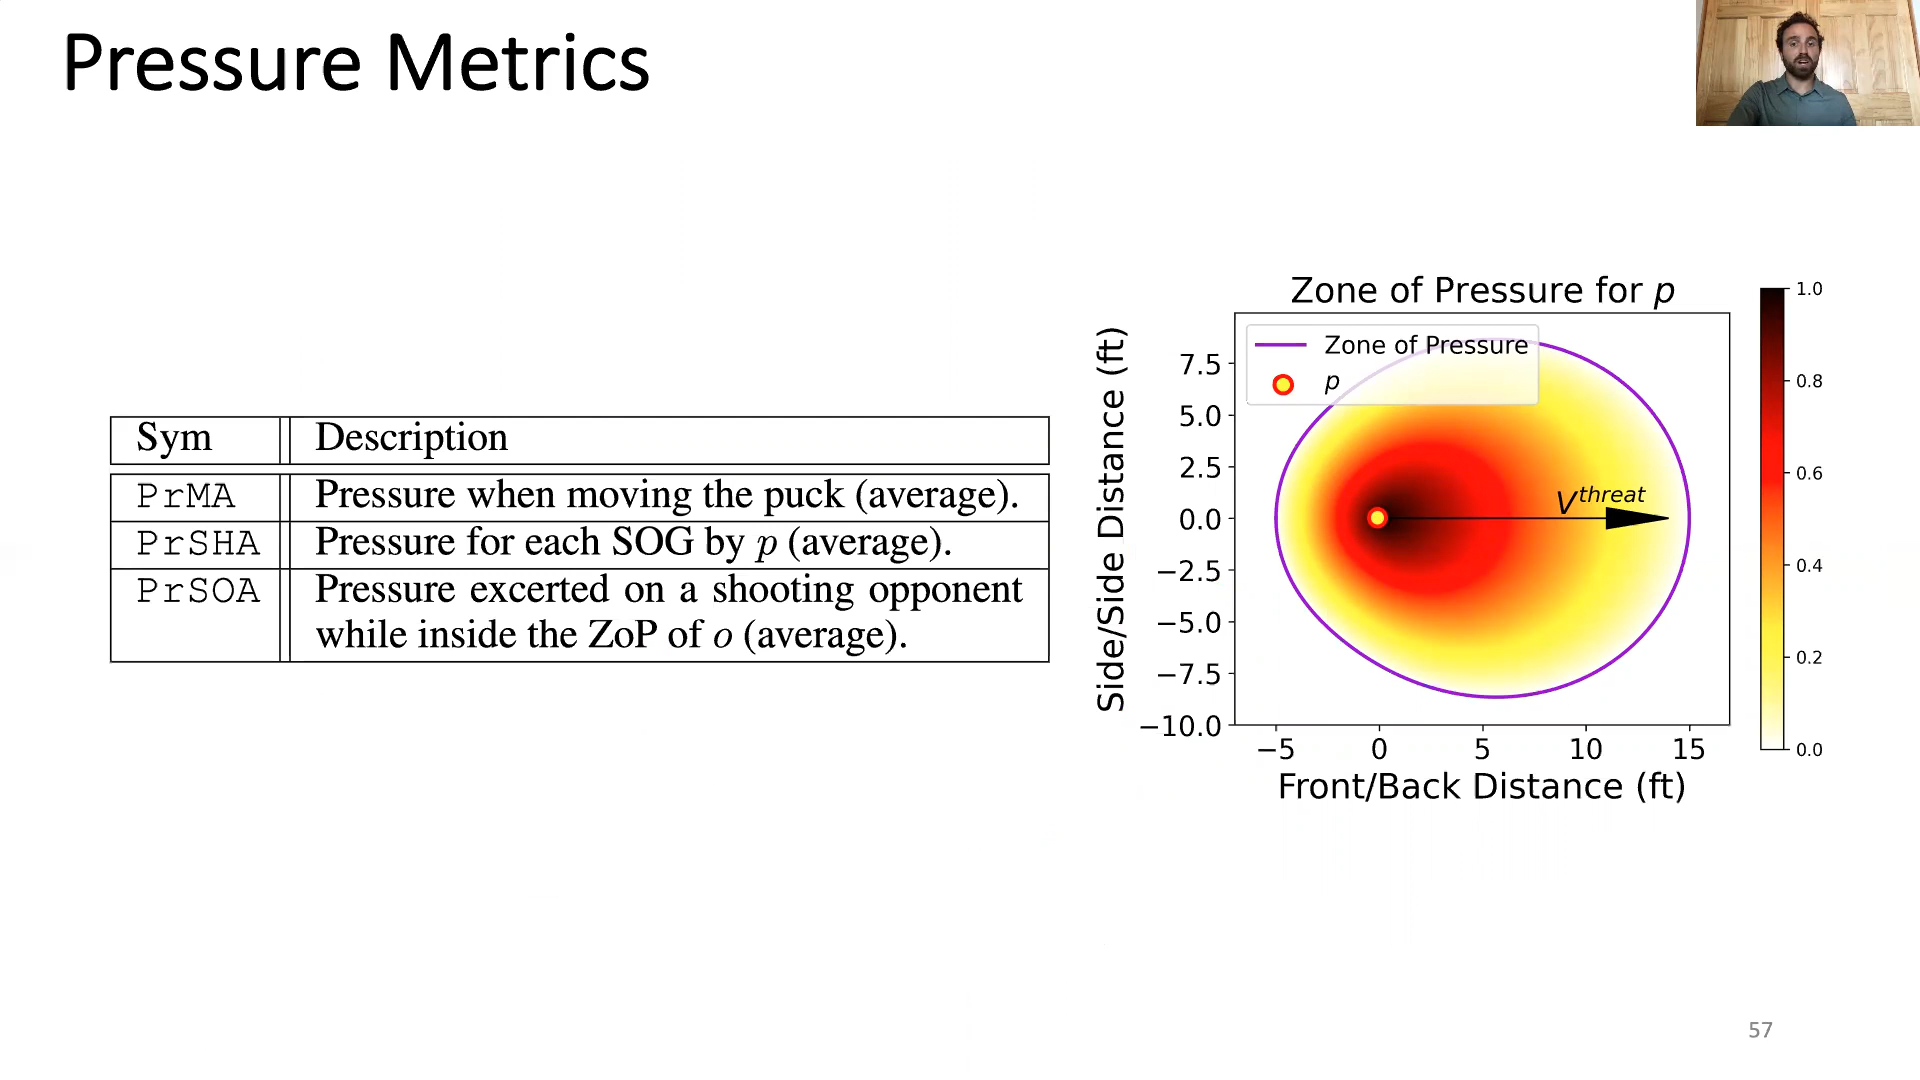 Pressure Metrics
Sym Description
PrMA Pressure when moving the puck (average).
PrSHA Pressure for each SOG by p (average).
PrSOA Pressure excerted on a shooting opponent
while inside the ZoP of o (average).
Zone of Pressure for p
Zone of Pressure
p
V^threat
Side/Side Distance (ft)
7.5
5.0
2.5
0.0
−2.5
−5.0
−7.5
−10.0
−5 0 5 10 15
Front/Back Distance (ft)
1.0
0.8
0.6
0.4
0.2
0.0
57